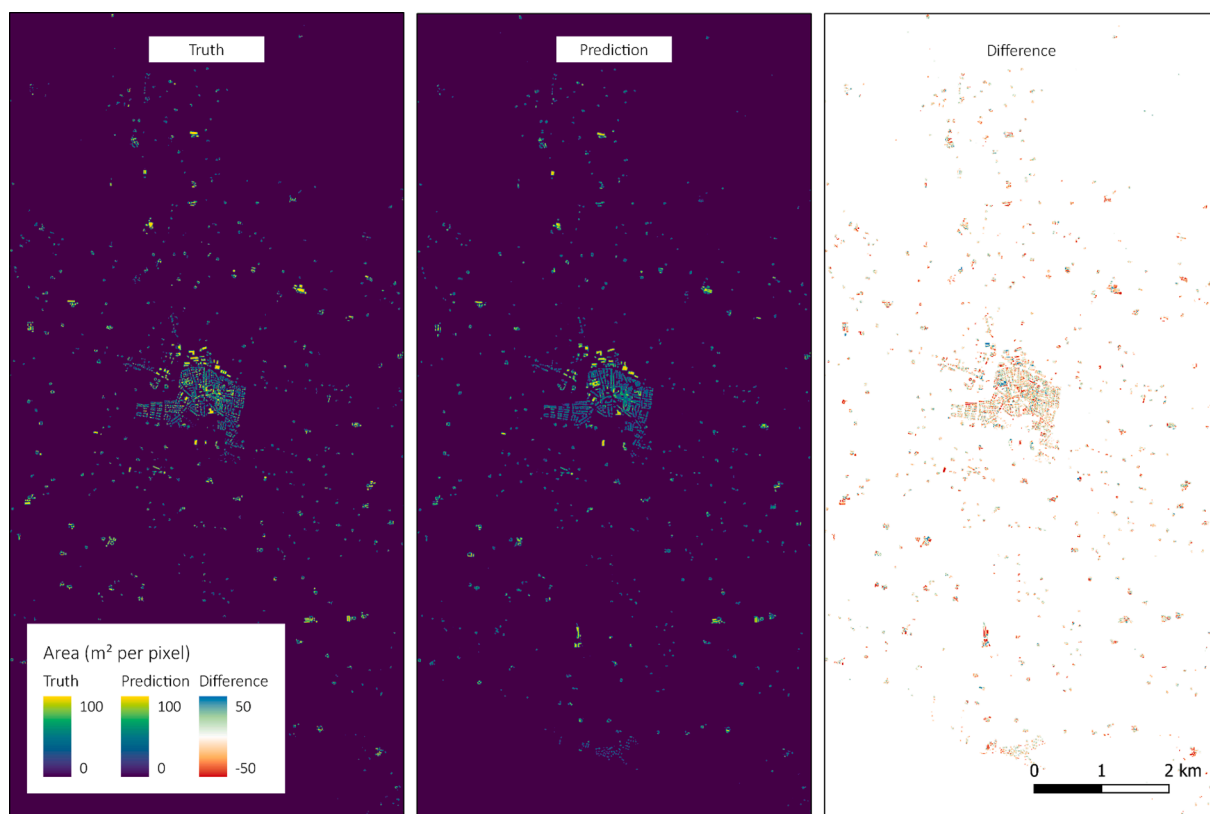 Truth
Prediction
Difference
Area (m² per pixel)
Truth Prediction Difference
100 100 50
0 0 -50
0 1 2 km